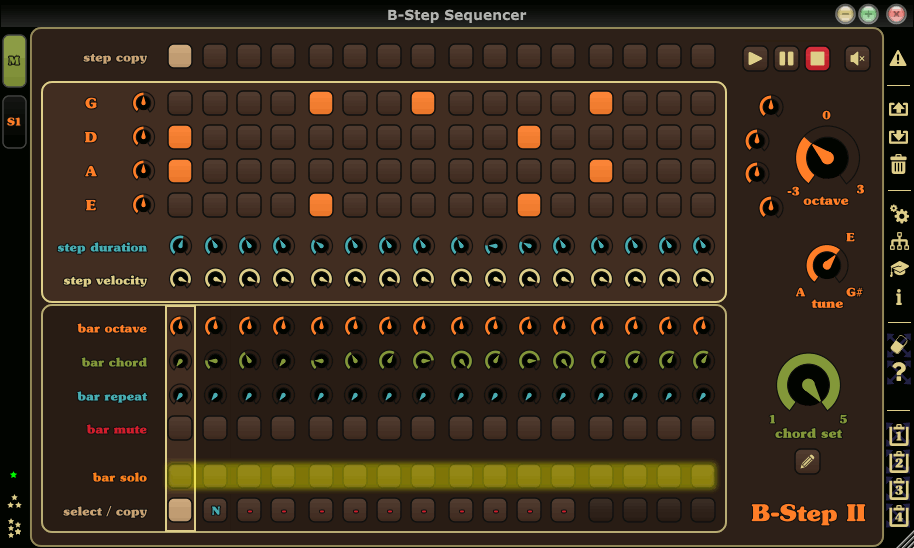 B-Step Sequencer
M
S1
step copy
G
D
A
E
step duration
step velocity
bar octave
bar chord
bar repeat
bar mute
bar solo
select / copy
N
0
-3
3
octave
E
A
G#
tune
1
5
chord set
B-Step II
i
?
1
2
3
4